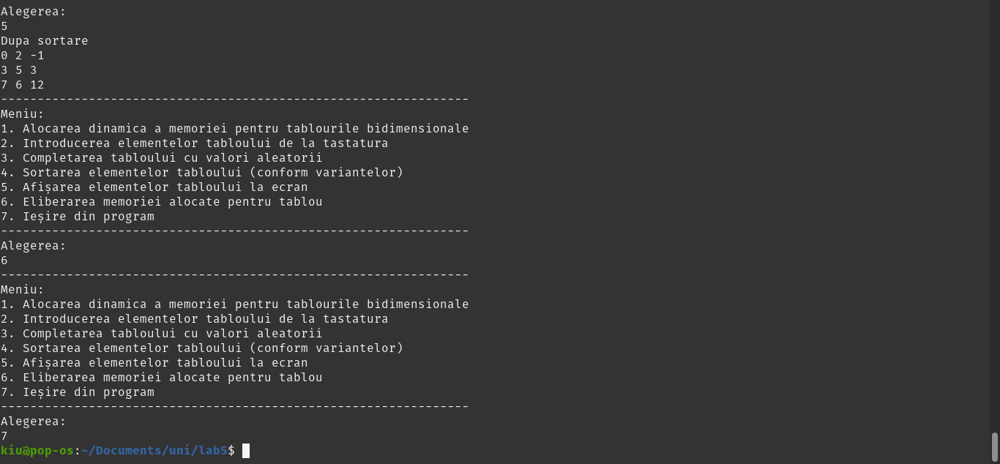 Alegerea:
5
Dupa sortare
0 2 -1
3 5 3
7 6 12
----------------------------------------------------------------
Meniu:
1. Alocarea dinamica a memoriei pentru tablourile bidimensionale
2. Introducerea elementelor tabloului de la tastatura
3. Completarea tabloului cu valori aleatorii
4. Sortarea elementelor tabloului (conform variantelor)
5. Afișarea elementelor tabloului la ecran
6. Eliberarea memoriei alocate pentru tablou
7. Ieșire din program
----------------------------------------------------------------
Alegerea:
6
----------------------------------------------------------------
Meniu:
1. Alocarea dinamica a memoriei pentru tablourile bidimensionale
2. Introducerea elementelor tabloului de la tastatura
3. Completarea tabloului cu valori aleatorii
4. Sortarea elementelor tabloului (conform variantelor)
5. Afișarea elementelor tabloului la ecran
6. Eliberarea memoriei alocate pentru tablou
7. Ieșire din program
----------------------------------------------------------------
Alegerea:
7
kiu@pop-os:~/Documents/uni/lab5$